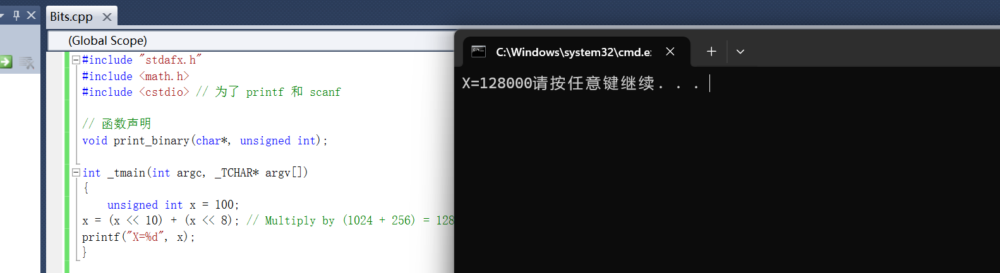 Bits.cpp
(Global Scope)
#include "stdafx.h"
#include <math.h>
#include <cstdio> // 为了 printf 和 scanf
// 函数声明
void print_binary(char*, unsigned int);
int _tmain(int argc, _TCHAR* argv[])
{
unsigned int x = 100;
x = (x << 10) + (x << 8); // Multiply by (1024 + 256) = 128
printf("X=%d", x);
}
C:\Windows\system32\cmd.e
X=128000请按任意键继续. . .